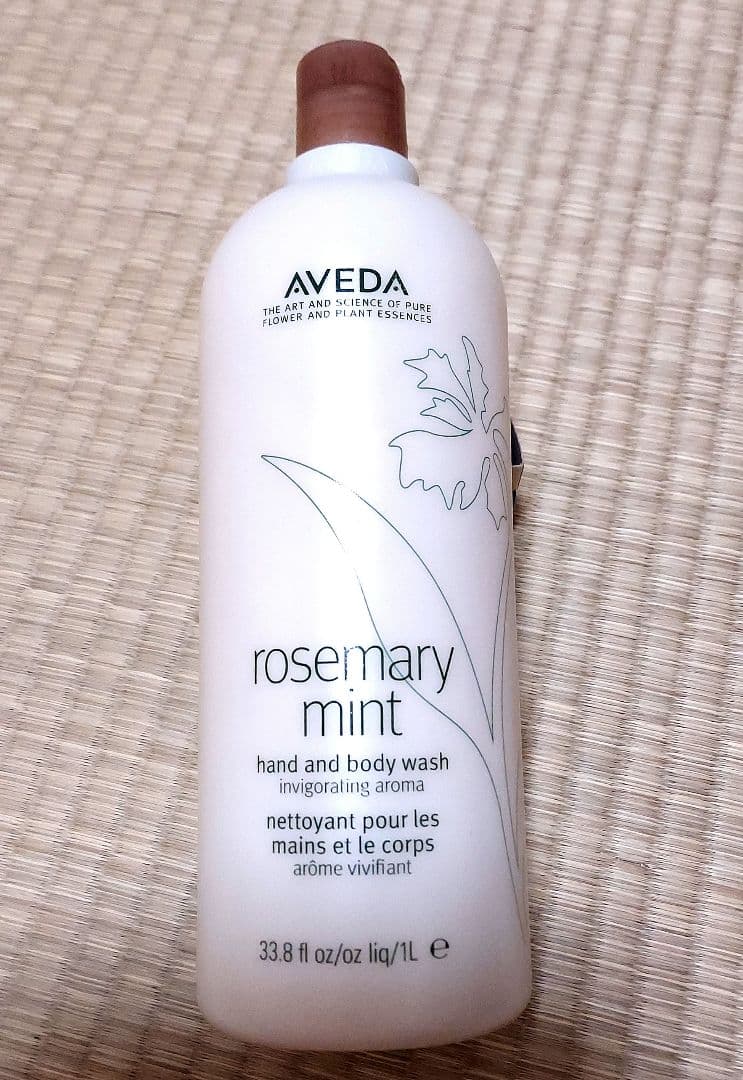 AVEDA
THE ART AND SCIENCE OF PURE
FLOWER AND PLANT ESSENCES
rosemary
mint
hand and body wash
invigorating aroma
nettoyant pour les
mains et le corps
arôme vivifiant
33.8 fl oz/oz liq/1L ℮